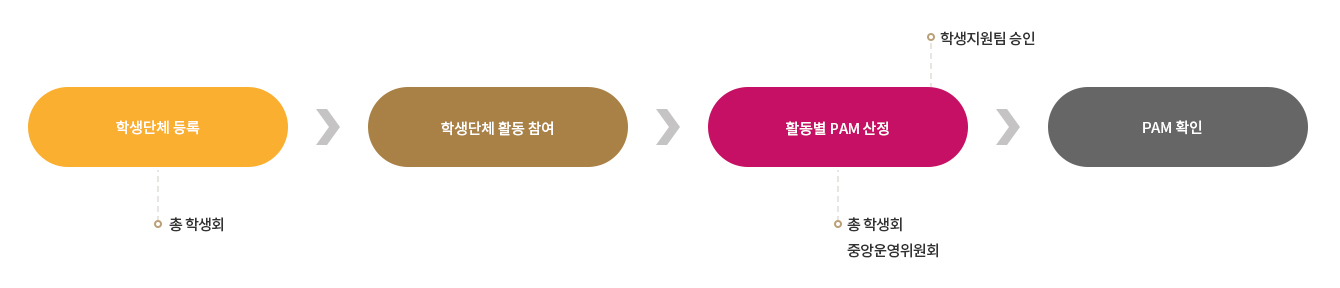 학생지원팀 승인
학생단체 등록
학생단체 활동 참여
활동별 PAM 산정
PAM 확인
총 학생회
총 학생회
중앙운영위원회